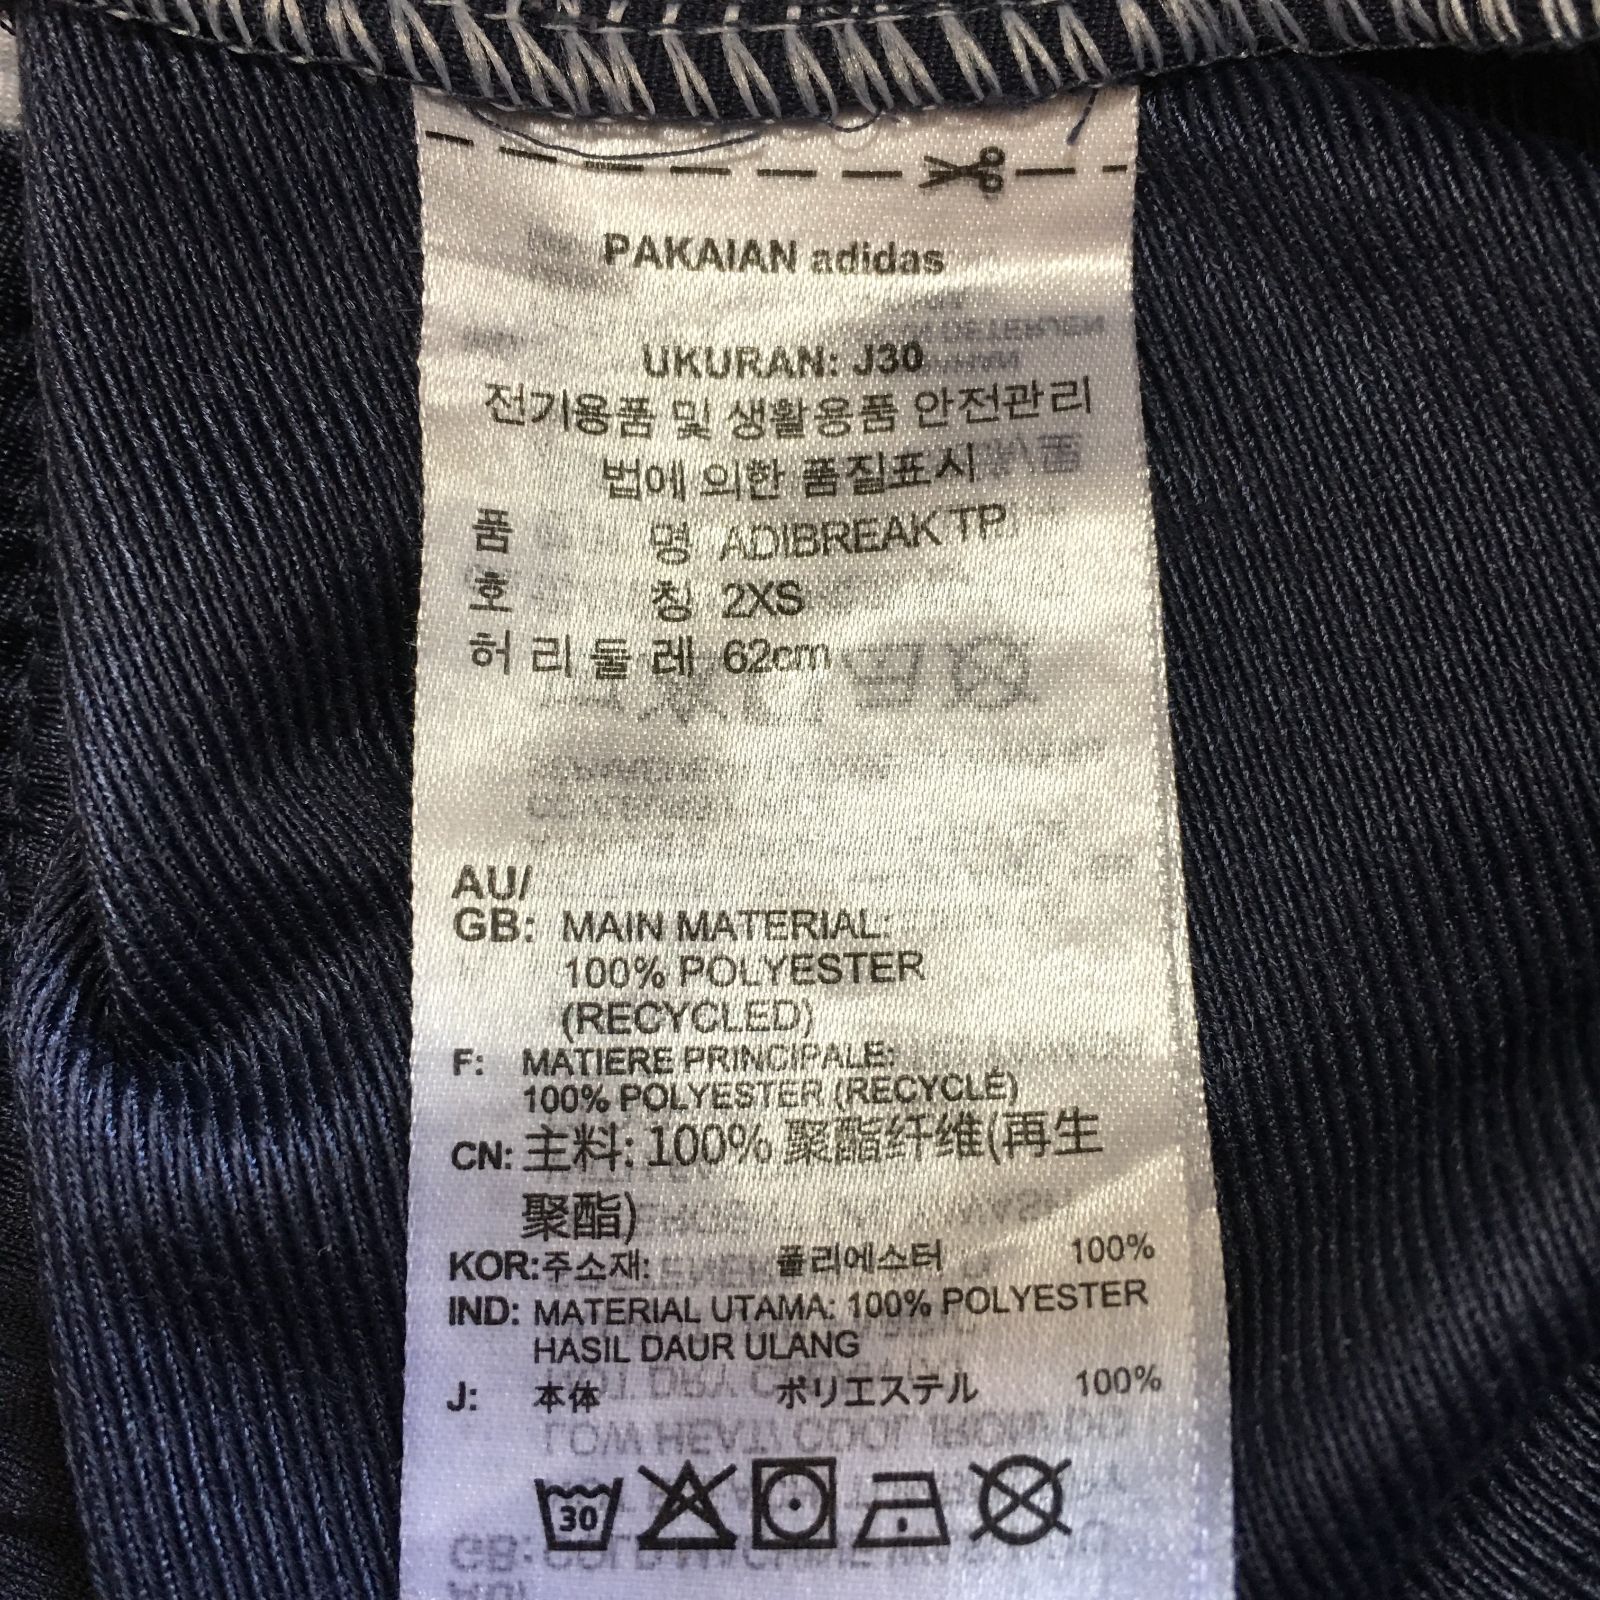 PAKAIAN adidas
UKURAN: J30
전기용품 및 생활용품 안전관리
법에 의한 품질표시
품 명 ADIBREAK TP
호 칭 2XS
허 리 둘 레 62cm
AU/
GB: MAIN MATERIAL:
100% POLYESTER
(RECYCLED)
F: MATIERE PRINCIPALE:
100% POLYESTER (RECYCLÉ)
CN: 主料: 100% 聚酯纤维(再生
聚酯)
KOR: 주소재: 폴리에스터 100%
IND: MATERIAL UTAMA: 100% POLYESTER
HASIL DAUR ULANG
J: 本体 ポリエステル 100%
30